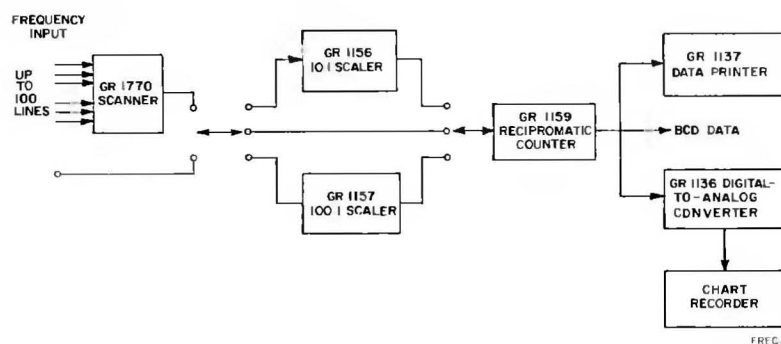 FREQUENCY
INPUT
UP
TO
100
LINES
GR 1770
SCANNER
GR 1156
10:1 SCALER
GR 1157
100:1 SCALER
GR 1159
RECIPROMATIC
COUNTER
GR 1137
DATA PRINTER
BCD DATA
GR 1136 DIGITAL-
TO-ANALOG
CONVERTER
CHART
RECORDER
FREQ